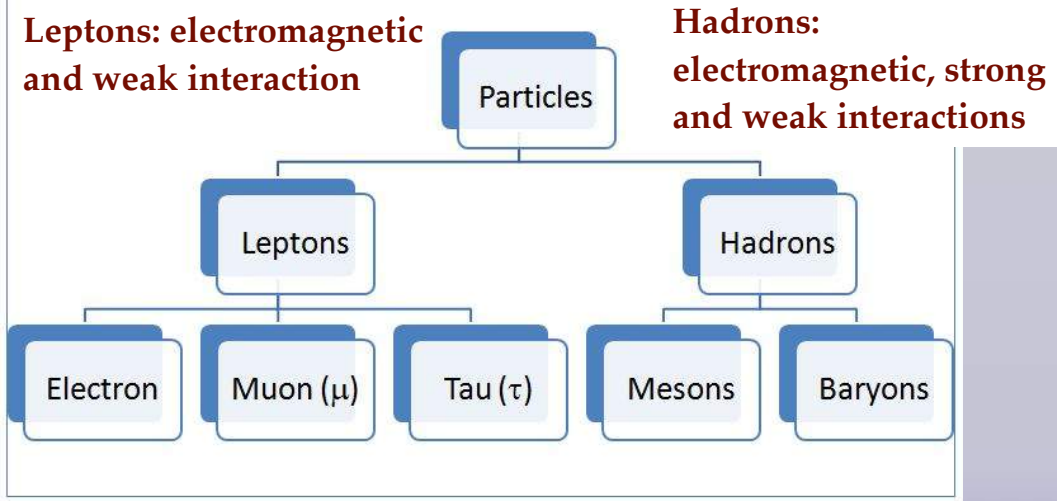 Leptons: electromagnetic
and weak interaction
Hadrons:
electromagnetic, strong
and weak interactions
Particles
Leptons
Hadrons
Electron
Muon (μ)
Tau (τ)
Mesons
Baryons